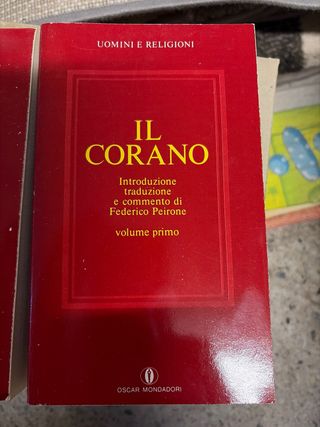 UOMINI E RELIGIONI
IL
CORANO
Introduzione
traduzione
e commento di
Federico Peirone
volume primo
OSCAR MONDADORI